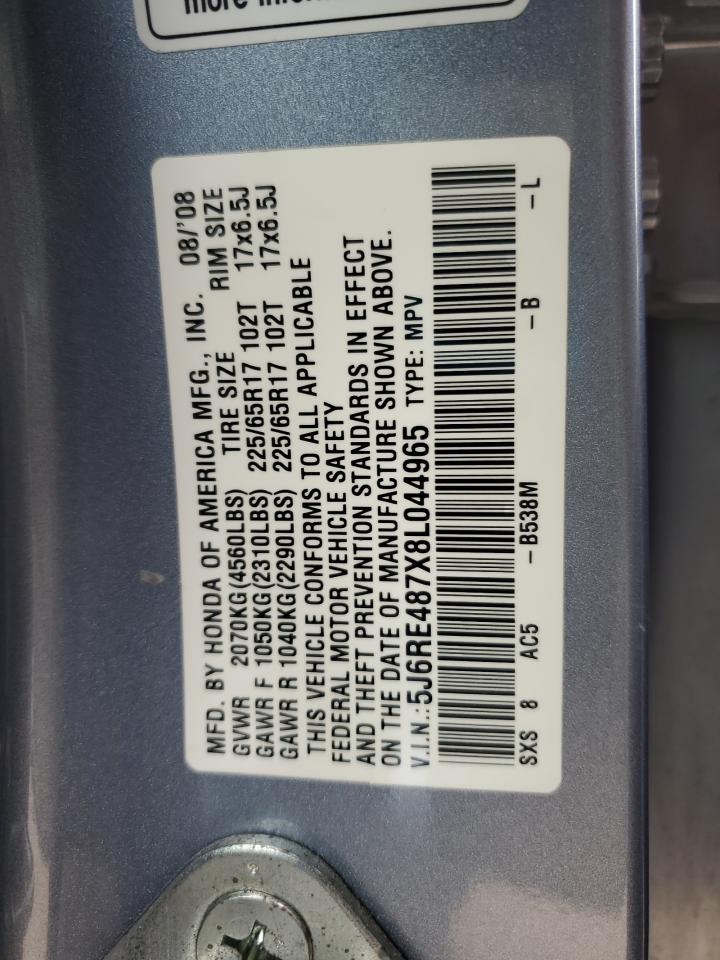 more
MFD. BY HONDA OF AMERICA MFG., INC. 08/'08
GVWR 2070KG(4560LBS) TIRE SIZE RIM SIZE
GAWR F 1050KG(2310LBS) 225/65R17 102T 17x6.5J
GAWR R 1040KG(2290LBS) 225/65R17 102T 17x6.5J
THIS VEHICLE CONFORMS TO ALL APPLICABLE
FEDERAL MOTOR VEHICLE SAFETY
AND THEFT PREVENTION STANDARDS IN EFFECT
ON THE DATE OF MANUFACTURE SHOWN ABOVE.
V.I.N.:5J6RE487X8L044965 TYPE: MPV
SXS 8 AC5 -B538M -B -L